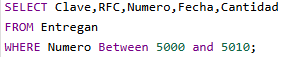 SELECT Clave,RFC,Numero,Fecha,Cantidad
FROM Entregan
WHERE Numero Between 5000 and 5010;